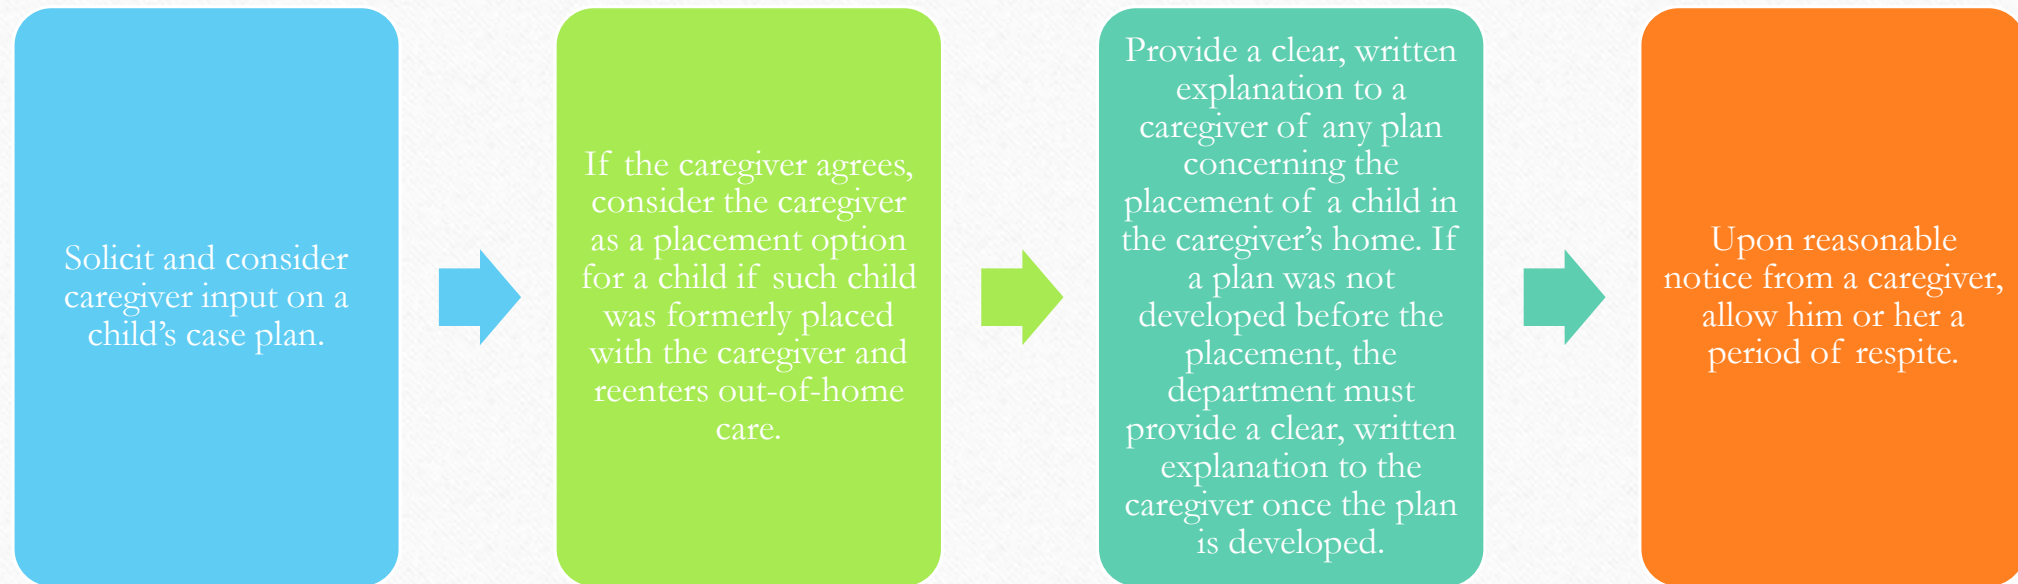 Solicit and consider
caregiver input on a
child’s case plan.
If the caregiver agrees,
consider the caregiver
as a placement option
for a child if such child
was formerly placed
with the caregiver and
reenters out-of-home
care.
Provide a clear, written
explanation to a
caregiver of any plan
concerning the
placement of a child in
the caregiver’s home. If
a plan was not
developed before the
placement, the
department must
provide a clear, written
explanation to the
caregiver once the plan
is developed.
Upon reasonable
notice from a caregiver,
allow him or her a
period of respite.